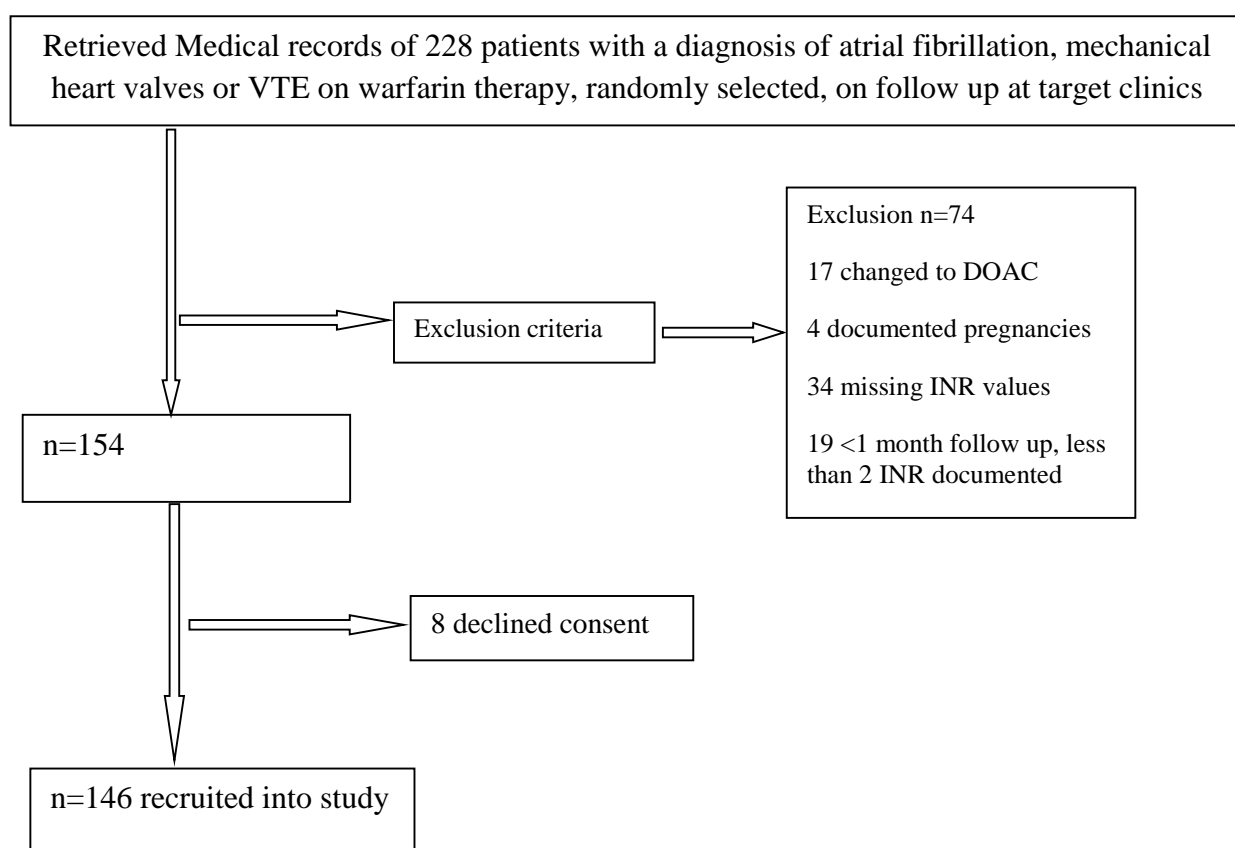 Retrieved Medical records of 228 patients with a diagnosis of atrial fibrillation, mechanical
heart valves or VTE on warfarin therapy, randomly selected, on follow up at target clinics
Exclusion n=74
17 changed to DOAC
Exclusion criteria
4 documented pregnancies
34 missing INR values
19 <1 month follow up, less
than 2 INR documented
n=154
8 declined consent
n=146 recruited into study